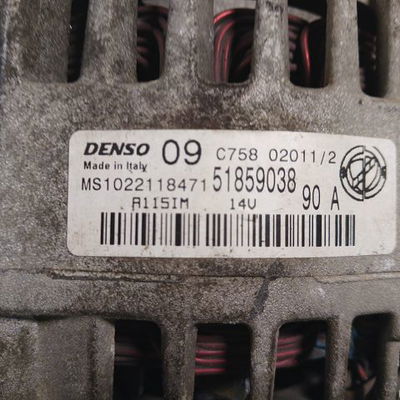 DENSO 09 C758 02011/2
Made in Italy
MS1022118471 51859038
A115IM 14V 90 A